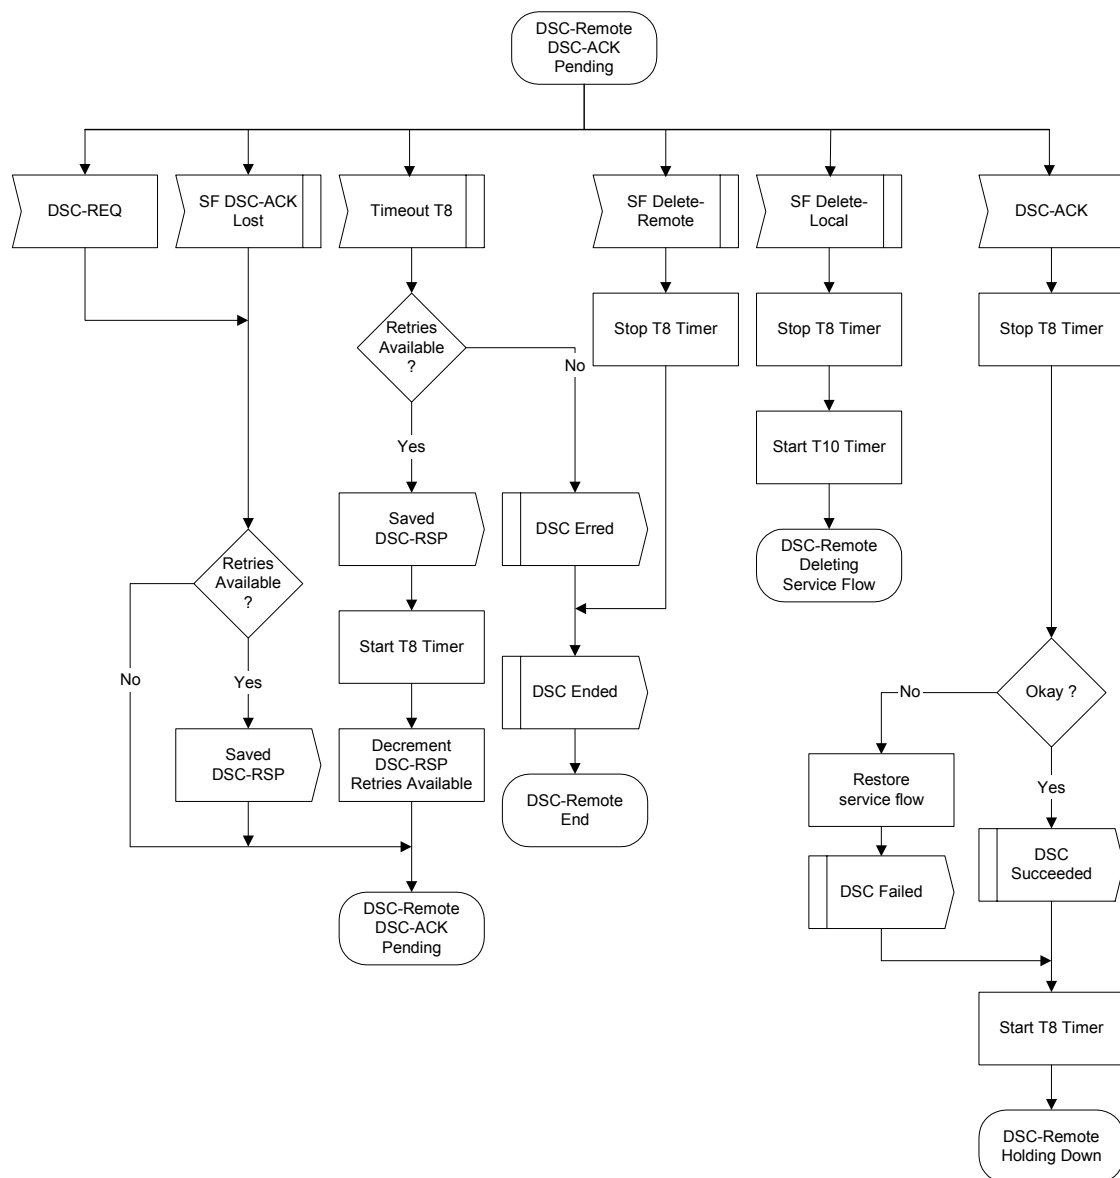 DSC-Remote
DSC-ACK
Pending
DSC-REQ
SF DSC-ACK
Lost
Timeout T8
SF Delete-
Remote
SF Delete-
Local
DSC-ACK
Retries
Available
?
No
Yes
Stop T8 Timer
Stop T8 Timer
Stop T8 Timer
Start T10 Timer
Saved
DSC-RSP
DSC Erred
DSC-Remote
Deleting
Service Flow
Retries
Available
?
No
Yes
Start T8 Timer
DSC Ended
Okay ?
No
Yes
Saved
DSC-RSP
Decrement
DSC-RSP
Retries Available
DSC-Remote
End
Restore
service flow
DSC
Succeeded
DSC Failed
DSC-Remote
DSC-ACK
Pending
Start T8 Timer
DSC-Remote
Holding Down